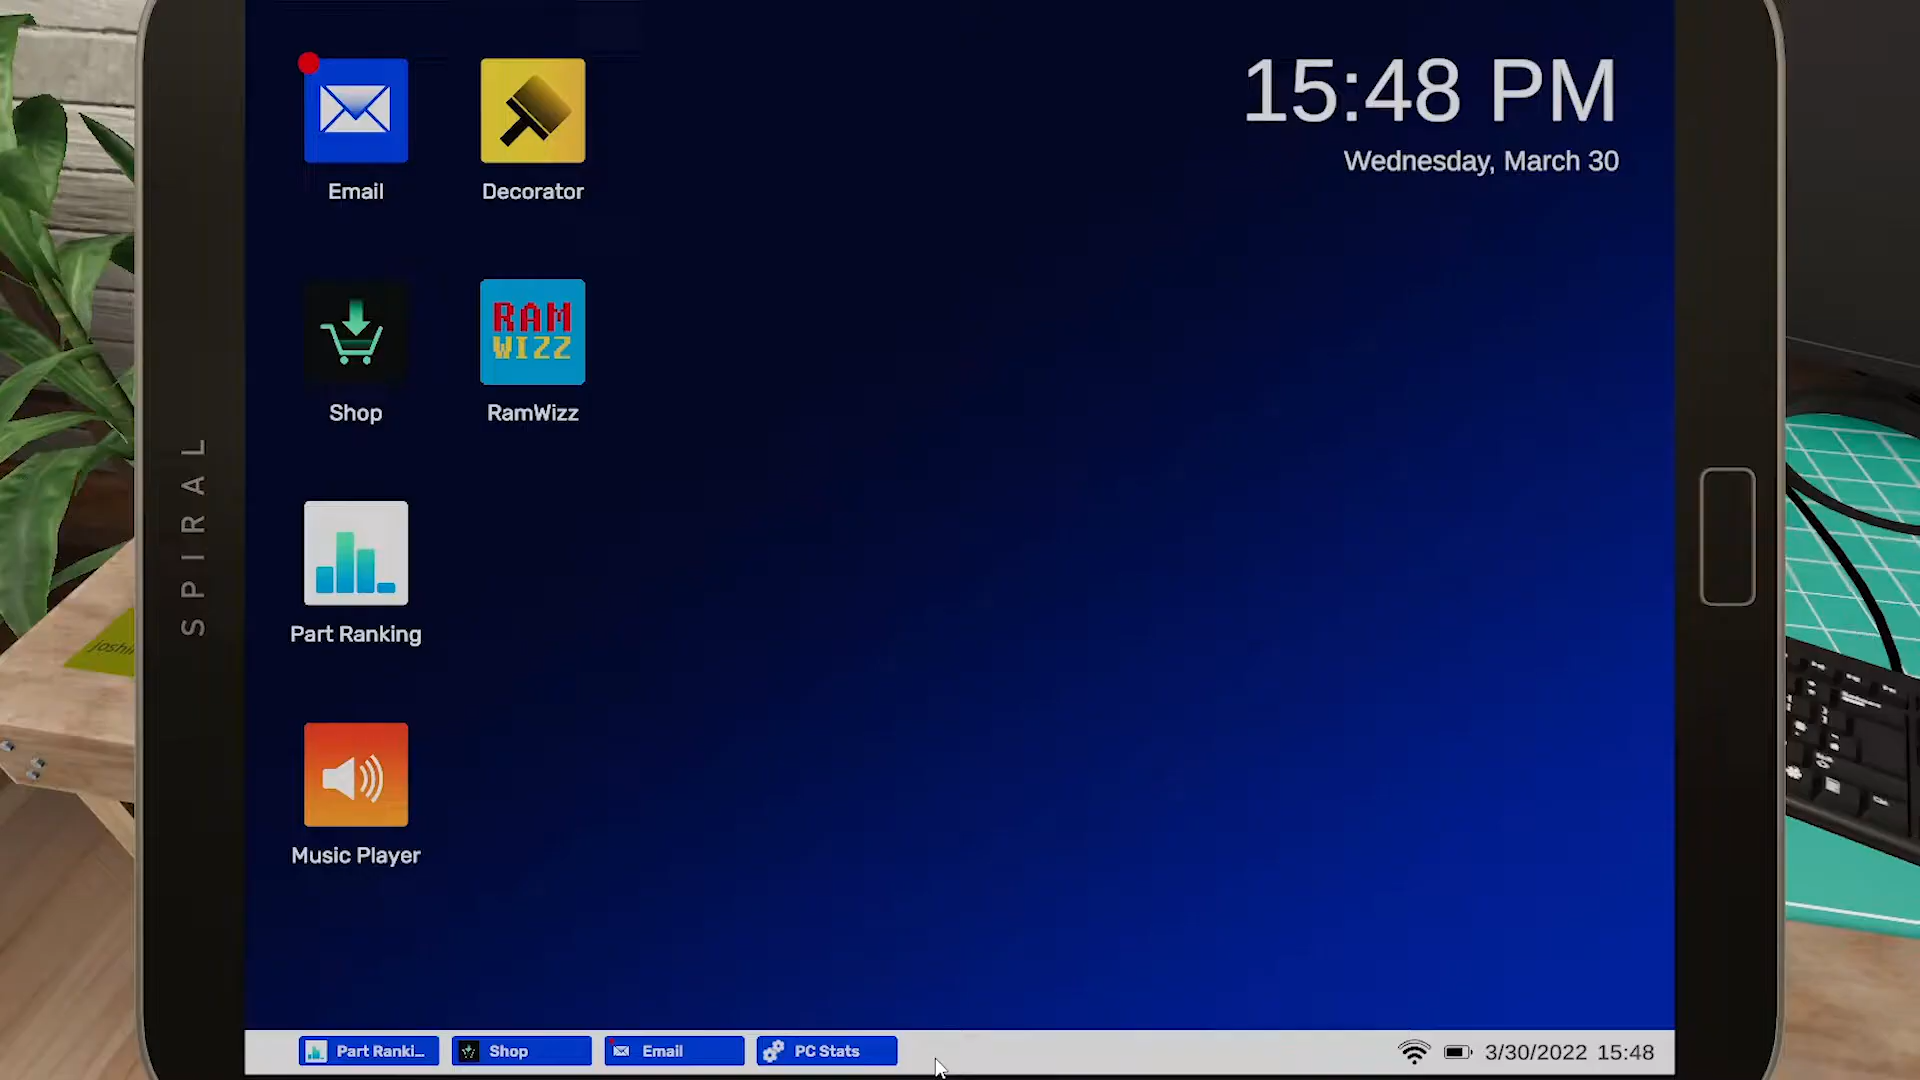 15:48 PM
Wednesday, March 30
Email
Decorator
RAM
WIZZ
Shop
RamWizz
Part Ranking
Music Player
SPIRAL
Part Ranki...
Shop
Email
PC Stats
3/30/2022 15:48